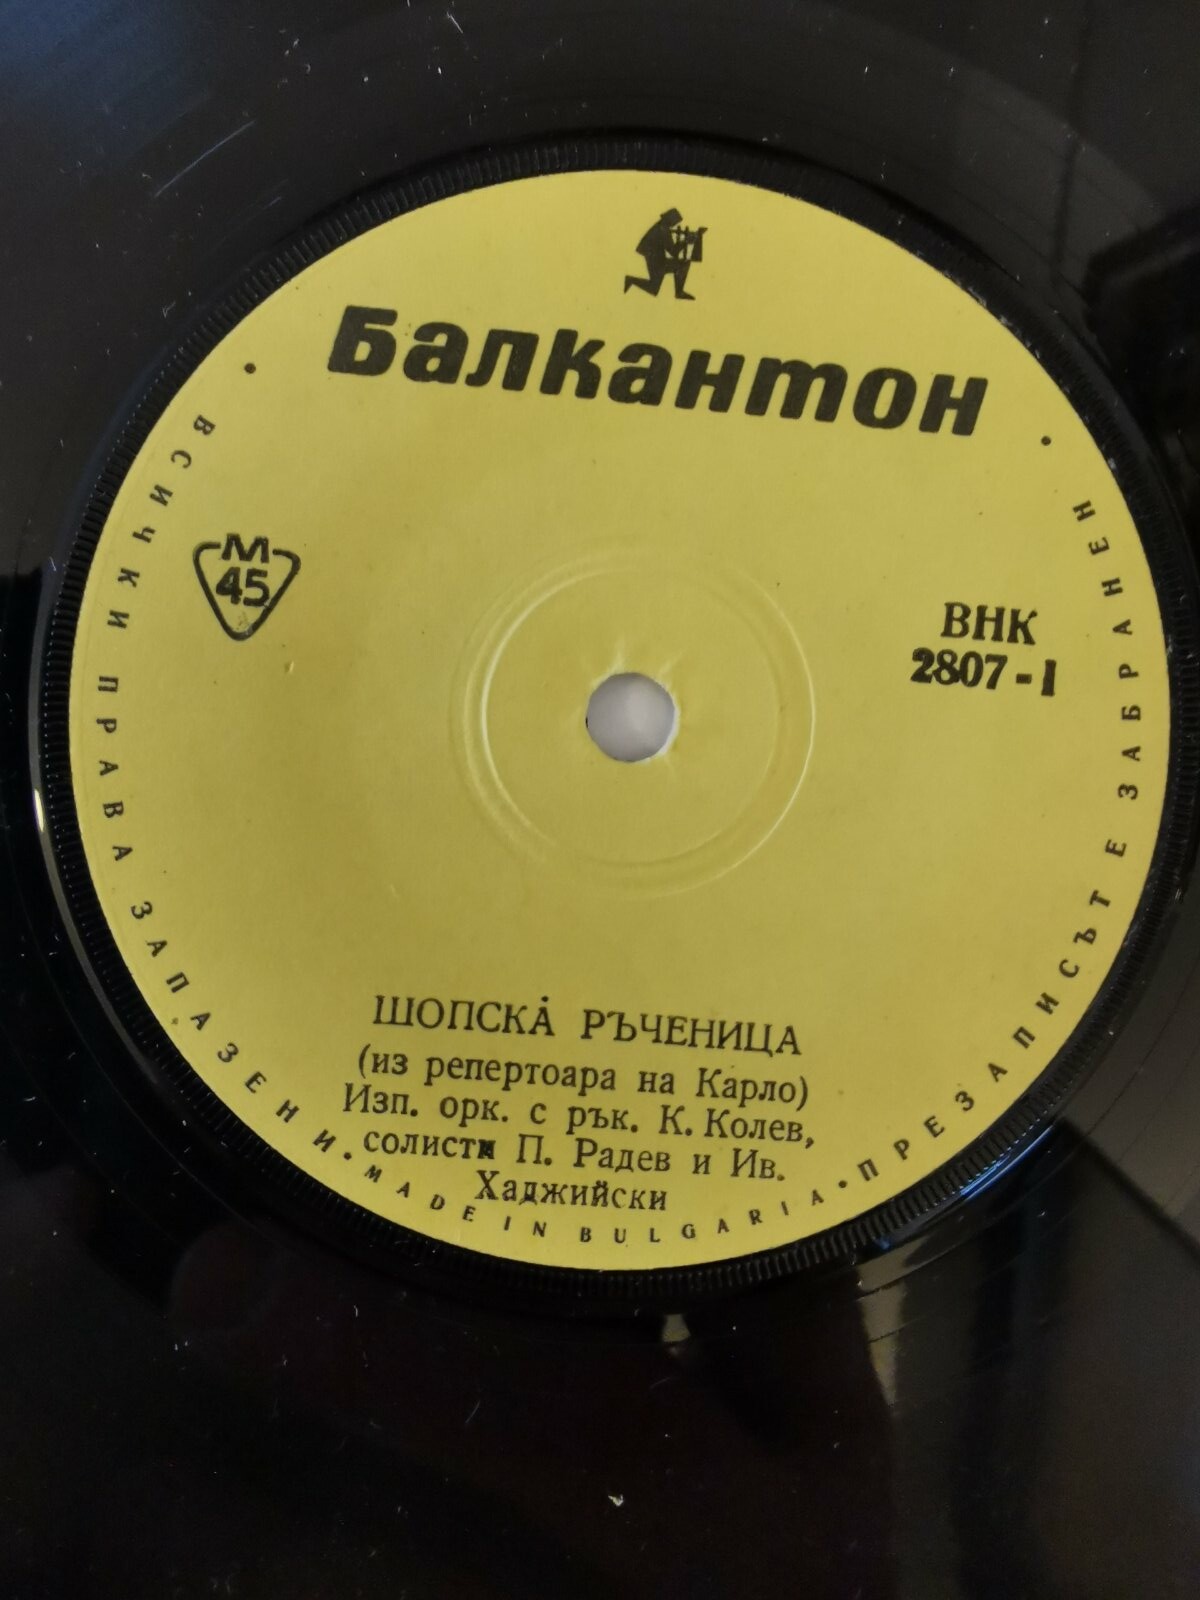 Балкантон
М
45
ВНК
2807-1
ШОПСКА РЪЧЕНИЦА
(из репертоара на Карло)
Изп. орк. с рък. К. Колев,
солисти П. Радев и Ив.
Хаджийски
ВСИЧКИ ПРАВА ЗАПАЗЕНИ • MADE IN BULGARIA • ПРЕЗАПИСЪТ Е ЗАБРАНЕН